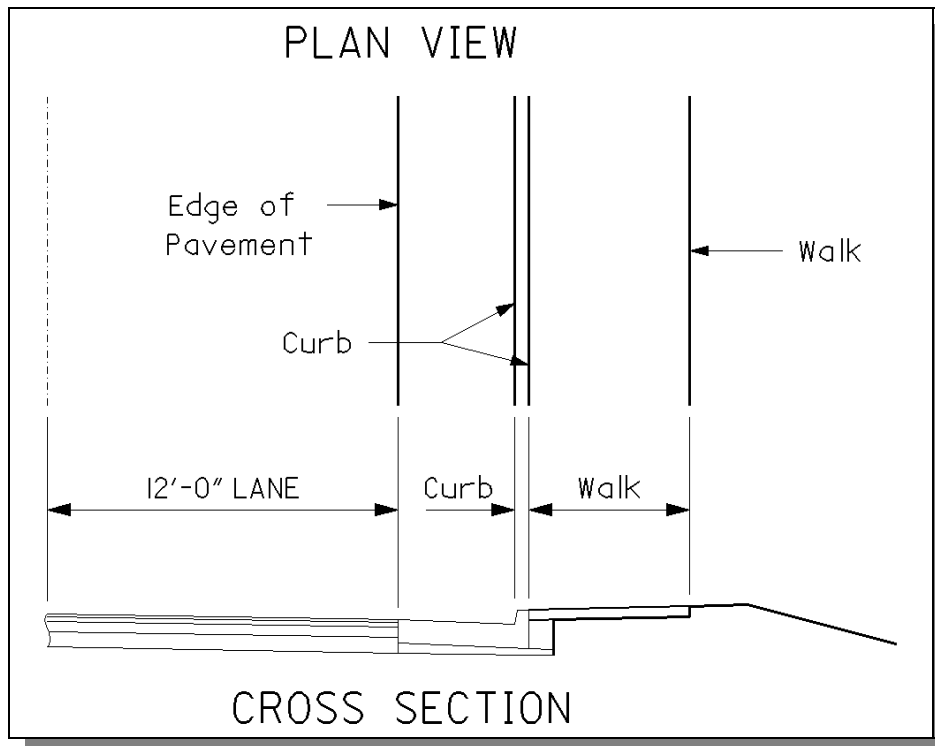 PLAN VIEW
Edge of
Pavement
Walk
Curb
12'-0" LANE
Curb
Walk
CROSS SECTION